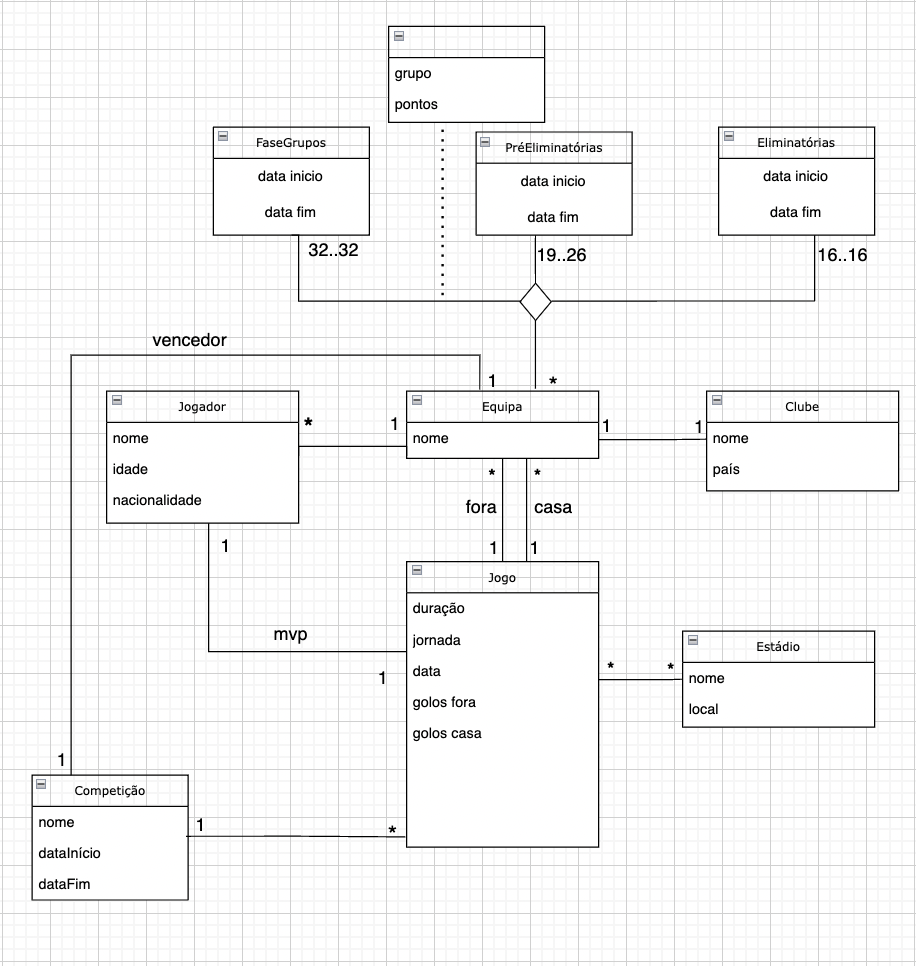 grupo
pontos
FaseGrupos
data inicio
data fim
PréEliminatórias
data inicio
data fim
Eliminatórias
data inicio
data fim
32..32
19..26
16..16
vencedor
1
*
Jogador
nome
idade
nacionalidade
*
1
Equipa
nome
1
1
Clube
nome
país
*
*
fora
casa
1
1
1
mvp
1
Jogo
duração
jornada
data
golos fora
golos casa
*
*
Estádio
nome
local
1
Competição
nome
dataInício
dataFim
1
*